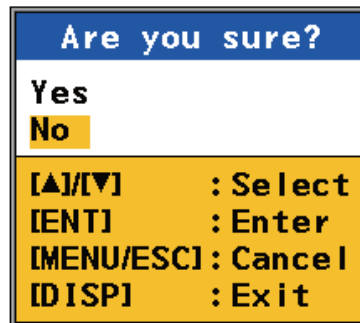 Are you sure?
Yes
No
[▲]/[▼] :Select
[ENT] :Enter
[MENU/ESC]:Cancel
[DISP] :Exit